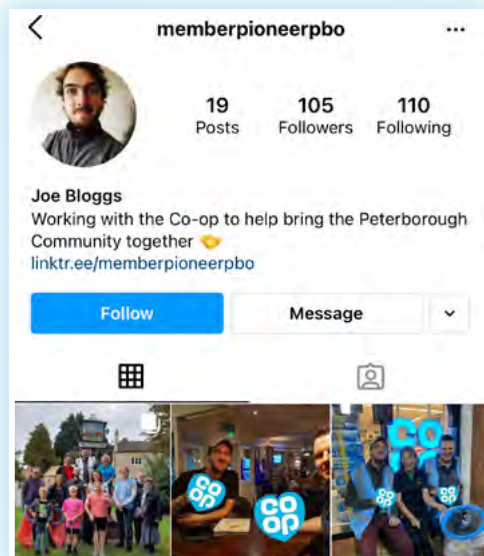 memberpioneerpbo
19 105 110
Posts Followers Following
Joe Bloggs
Working with the Co-op to help bring the Peterborough
Community together
linktr.ee/memberpioneerpbo
Follow Message
CO
OP
CO
OP
CO
OP